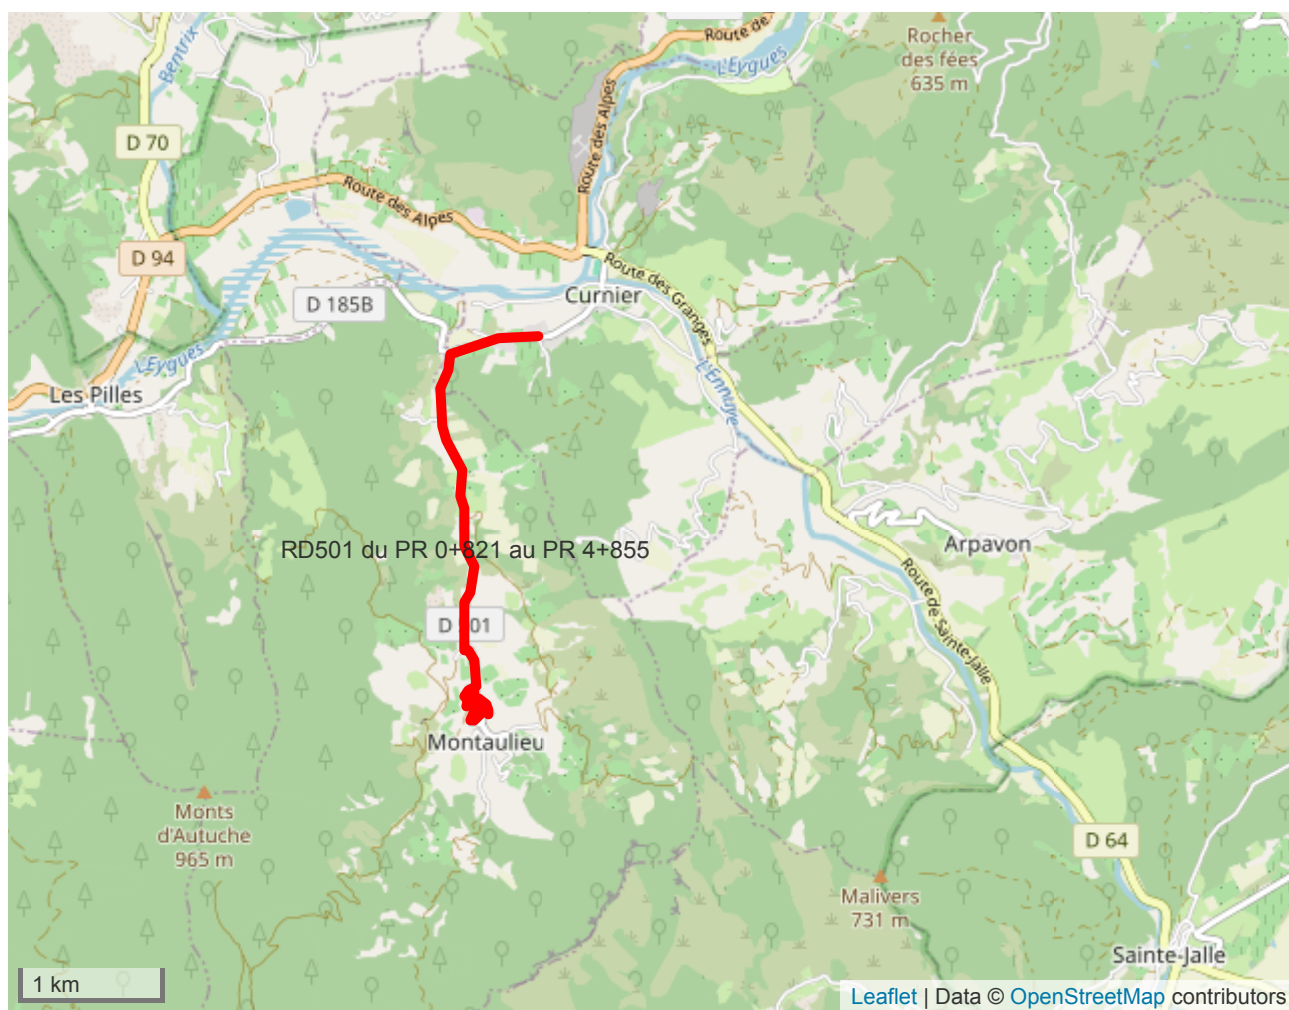 Route de
Rocher
des fées
635 m
Bentrix
L'Eygues
Route des Alpes
D 70
Route des Alpes
D 94
Route des Granges
D 185B
Curnier
L'Eygues
L'Ennuye
Les Pilles
RD501 du PR 0+821 au PR 4+855
Arpavon
Route de Sainte-Jalle
D 501
Montaulieu
Monts
d'Autuche
965 m
D 64
Malivers
731 m
Sainte-Jalle
1 km
Leaflet | Data © OpenStreetMap contributors